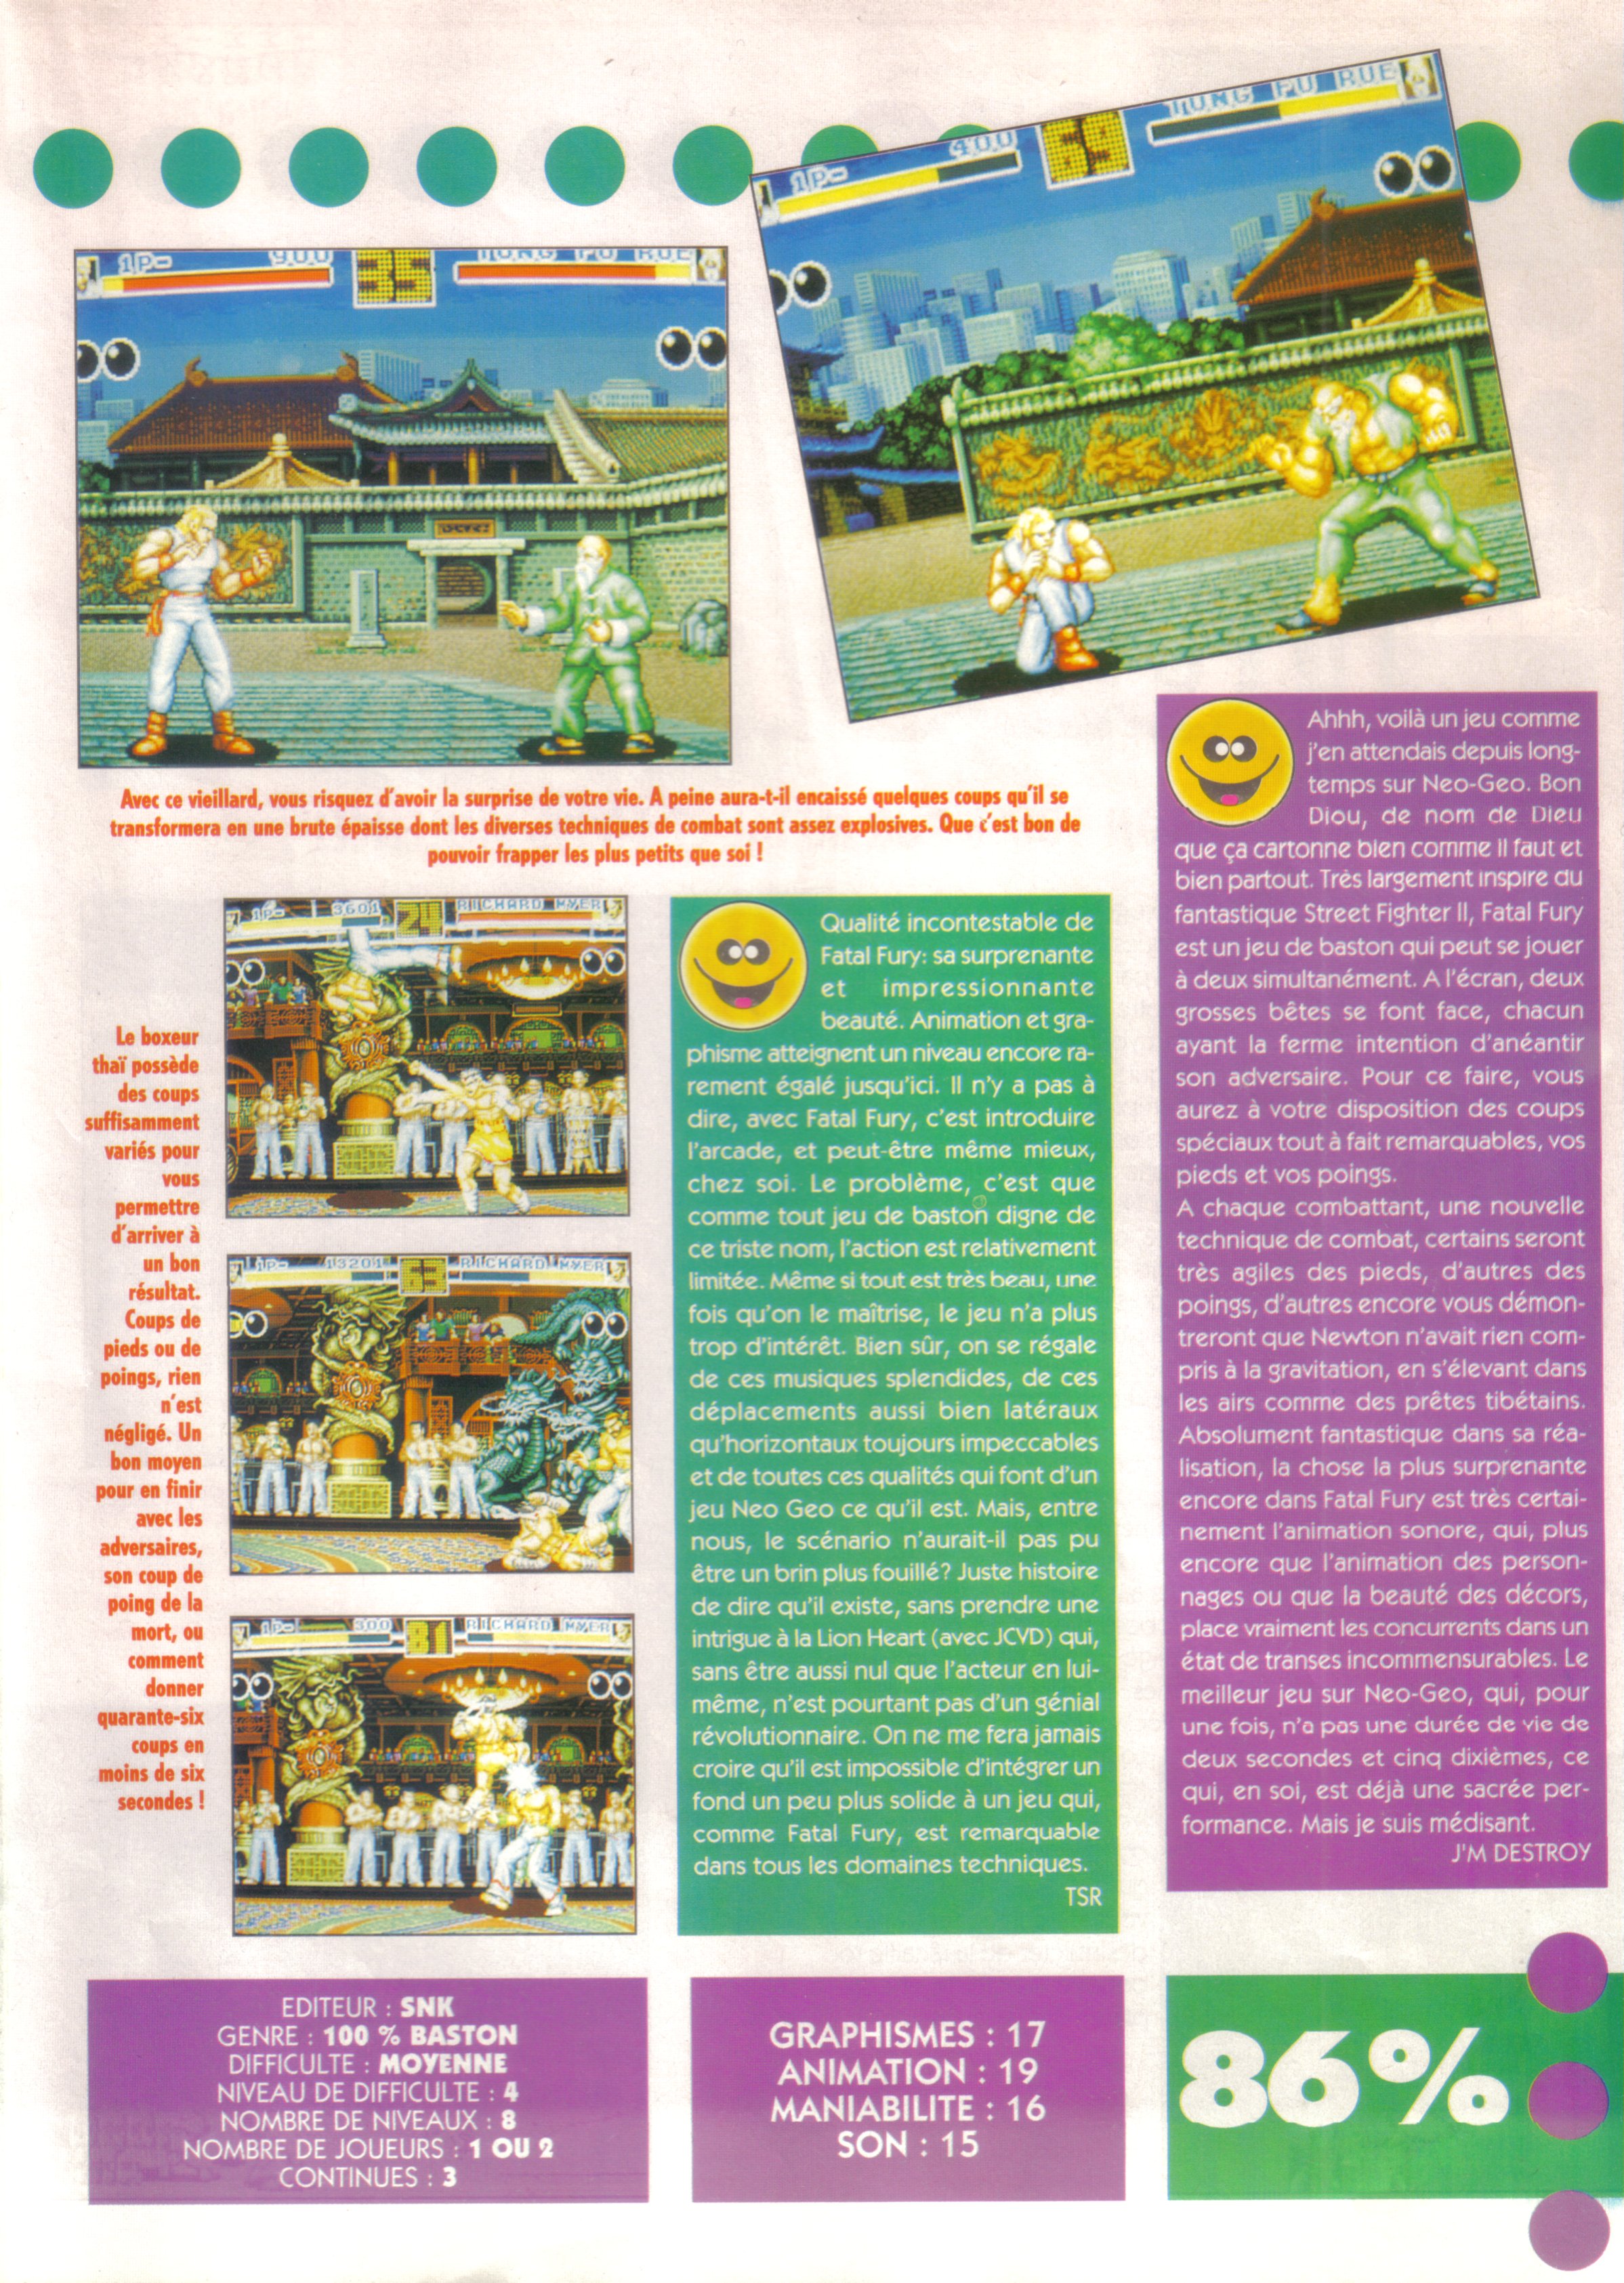 1P- 400
TUNG FU RUE
1P- 900 35 TUNG FU RUE
Avec ce vieillard, vous risquez d'avoir la surprise de votre vie. A peine aura-t-il encaissé quelques coups qu'il se
transformera en une brute épaisse dont les diverses techniques de combat sont assez explosives. Que c'est bon de
pouvoir frapper les plus petits que soi !
1P- 3601 24 RICHARD MYER
1P- 13201 63 RICHARD MYER
1P- 300 81 RICHARD MYER
Le boxeur
thaï possède
des coups
suffisamment
variés pour
vous
permettre
d'arriver à
un bon
résultat.
Coups de
pieds ou de
poings, rien
n'est
négligé. Un
bon moyen
pour en finir
avec les
adversaires,
son coup de
poing de la
mort, ou
comment
donner
quarante-six
coups en
moins de six
secondes !
Qualité incontestable de
Fatal Fury: sa surprenante
et impressionnante
beauté. Animation et gra-
phisme atteignent un niveau encore ra-
rement égalé jusqu'ici. Il n'y a pas à
dire, avec Fatal Fury, c'est introduire
l'arcade, et peut-être même mieux,
chez soi. Le problème, c'est que
comme tout jeu de baston digne de
ce triste nom, l'action est relativement
limitée. Même si tout est très beau, une
fois qu'on le maîtrise, le jeu n'a plus
trop d'intérêt. Bien sûr, on se régale
de ces musiques splendides, de ces
déplacements aussi bien latéraux
qu'horizontaux toujours impeccables
et de toutes ces qualités qui font d'un
jeu Neo Geo ce qu'il est. Mais, entre
nous, le scénario n'aurait-il pas pu
être un brin plus fouillé? Juste histoire
de dire qu'il existe, sans prendre une
intrigue à la Lion Heart (avec JCVD) qui,
sans être aussi nul que l'acteur en lui-
même, n'est pourtant pas d'un génial
révolutionnaire. On ne me fera jamais
croire qu'il est impossible d'intégrer un
fond un peu plus solide à un jeu qui,
comme Fatal Fury, est remarquable
dans tous les domaines techniques.
TSR
Ahhh, voilà un jeu comme
j'en attendais depuis long-
temps sur Neo-Geo. Bon
Diou, de nom de Dieu
que ça cartonne bien comme il faut et
bien partout. Très largement inspire du
fantastique Street Fighter II, Fatal Fury
est un jeu de baston qui peut se jouer
à deux simultanément. A l'écran, deux
grosses bêtes se font face, chacun
ayant la ferme intention d'anéantir
son adversaire. Pour ce faire, vous
aurez à votre disposition des coups
spéciaux tout à fait remarquables, vos
pieds et vos poings.
A chaque combattant, une nouvelle
technique de combat, certains seront
très agiles des pieds, d'autres des
poings, d'autres encore vous démon-
treront que Newton n'avait rien com-
pris à la gravitation, en s'élevant dans
les airs comme des prêtes tibétains.
Absolument fantastique dans sa réa-
lisation, la chose la plus surprenante
encore dans Fatal Fury est très certai-
nement l'animation sonore, qui, plus
encore que l'animation des person-
nages ou que la beauté des décors,
place vraiment les concurrents dans un
état de transes incommensurables. Le
meilleur jeu sur Neo-Geo, qui, pour
une fois, n'a pas une durée de vie de
deux secondes et cinq dixièmes, ce
qui, en soi, est déjà une sacrée per-
formance. Mais je suis médisant.
J'M DESTROY
EDITEUR : SNK
GENRE : 100 % BASTON
DIFFICULTE : MOYENNE
NIVEAU DE DIFFICULTE : 4
NOMBRE DE NIVEAUX : 8
NOMBRE DE JOUEURS : 1 OU 2
CONTINUES : 3
GRAPHISMES : 17
ANIMATION : 19
MANIABILITE : 16
SON : 15
86%